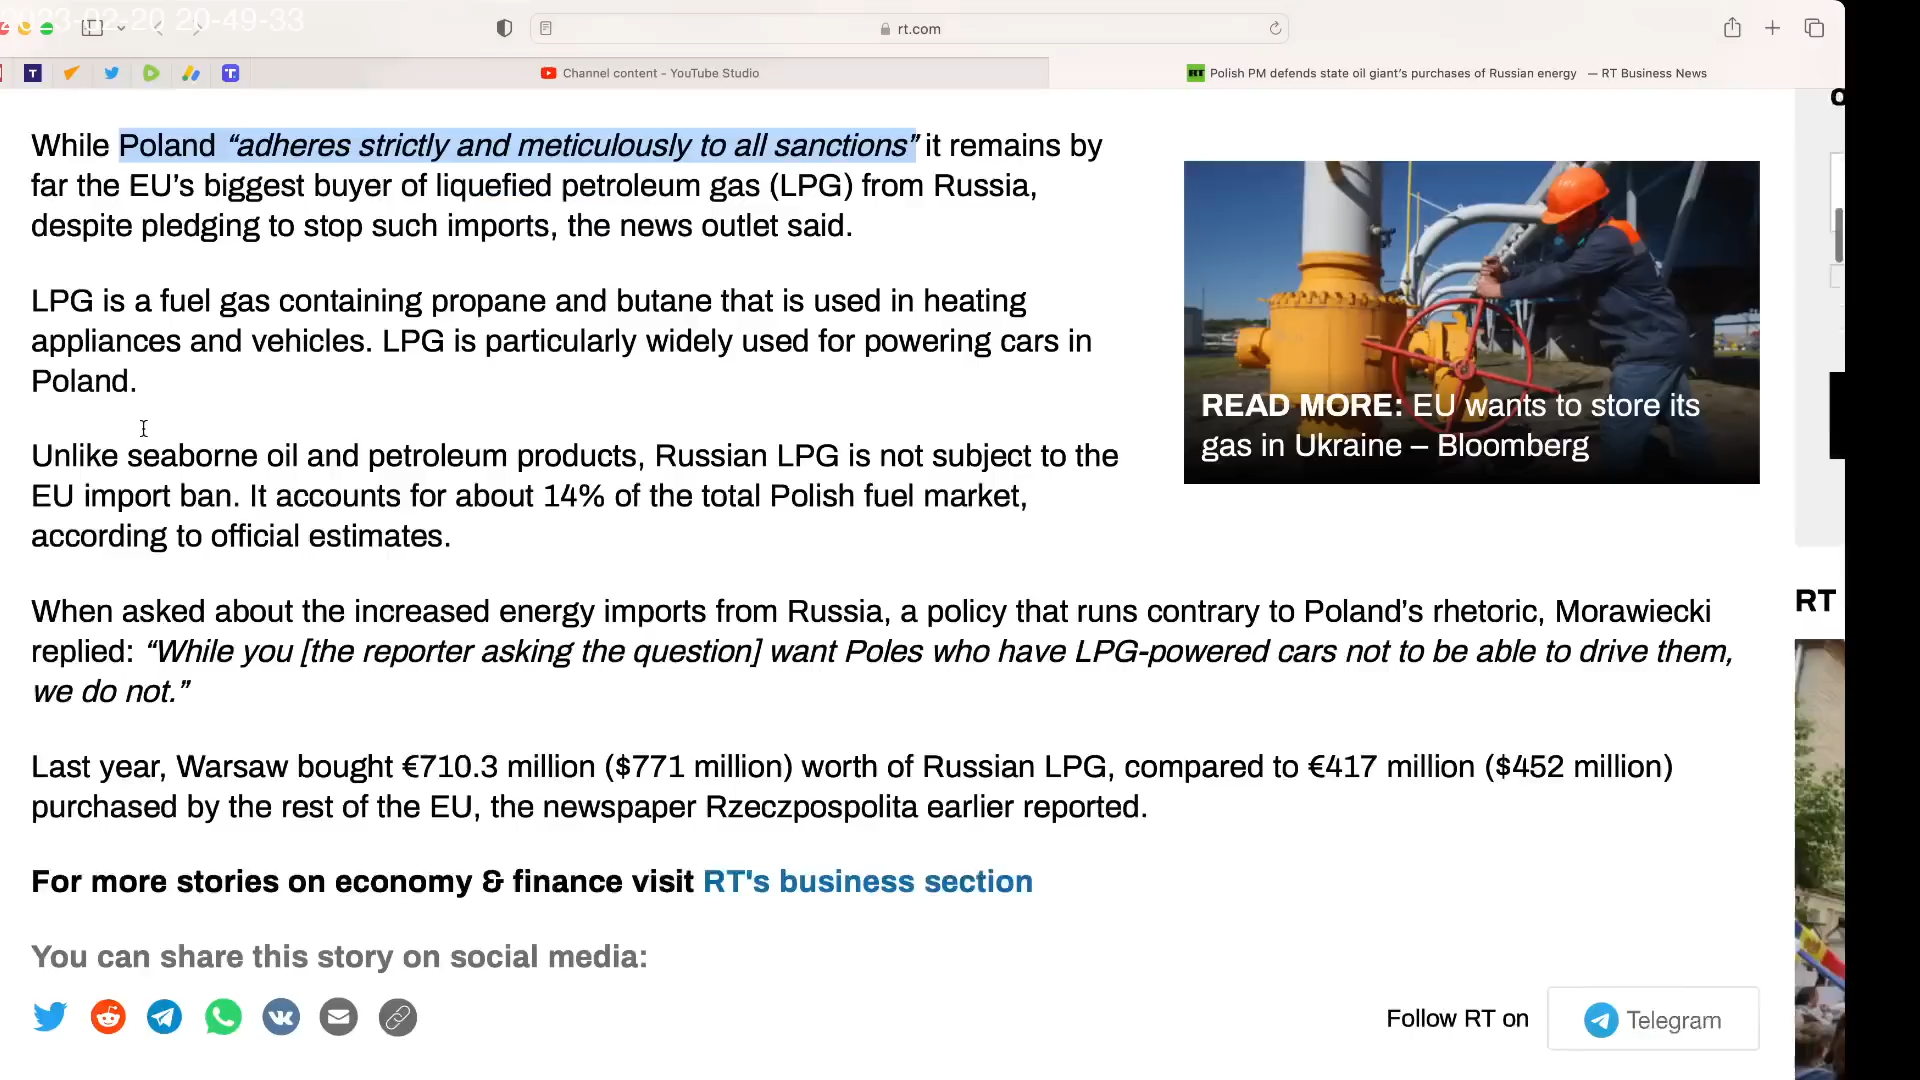 2023-02-20 20-49-33
rt.com
T
T
Channel content - YouTube Studio
RT Polish PM defends state oil giant's purchases of Russian energy — RT Business News
While Poland “adheres strictly and meticulously to all sanctions” it remains by
far the EU’s biggest buyer of liquefied petroleum gas (LPG) from Russia,
despite pledging to stop such imports, the news outlet said.
LPG is a fuel gas containing propane and butane that is used in heating
appliances and vehicles. LPG is particularly widely used for powering cars in
Poland.
READ MORE: EU wants to store its
gas in Ukraine – Bloomberg
Unlike seaborne oil and petroleum products, Russian LPG is not subject to the
EU import ban. It accounts for about 14% of the total Polish fuel market,
according to official estimates.
RT
When asked about the increased energy imports from Russia, a policy that runs contrary to Poland’s rhetoric, Morawiecki
replied: “While you [the reporter asking the question] want Poles who have LPG-powered cars not to be able to drive them,
we do not.”
Last year, Warsaw bought €710.3 million ($771 million) worth of Russian LPG, compared to €417 million ($452 million)
purchased by the rest of the EU, the newspaper Rzeczpospolita earlier reported.
For more stories on economy & finance visit RT's business section
You can share this story on social media:
Follow RT on
Telegram